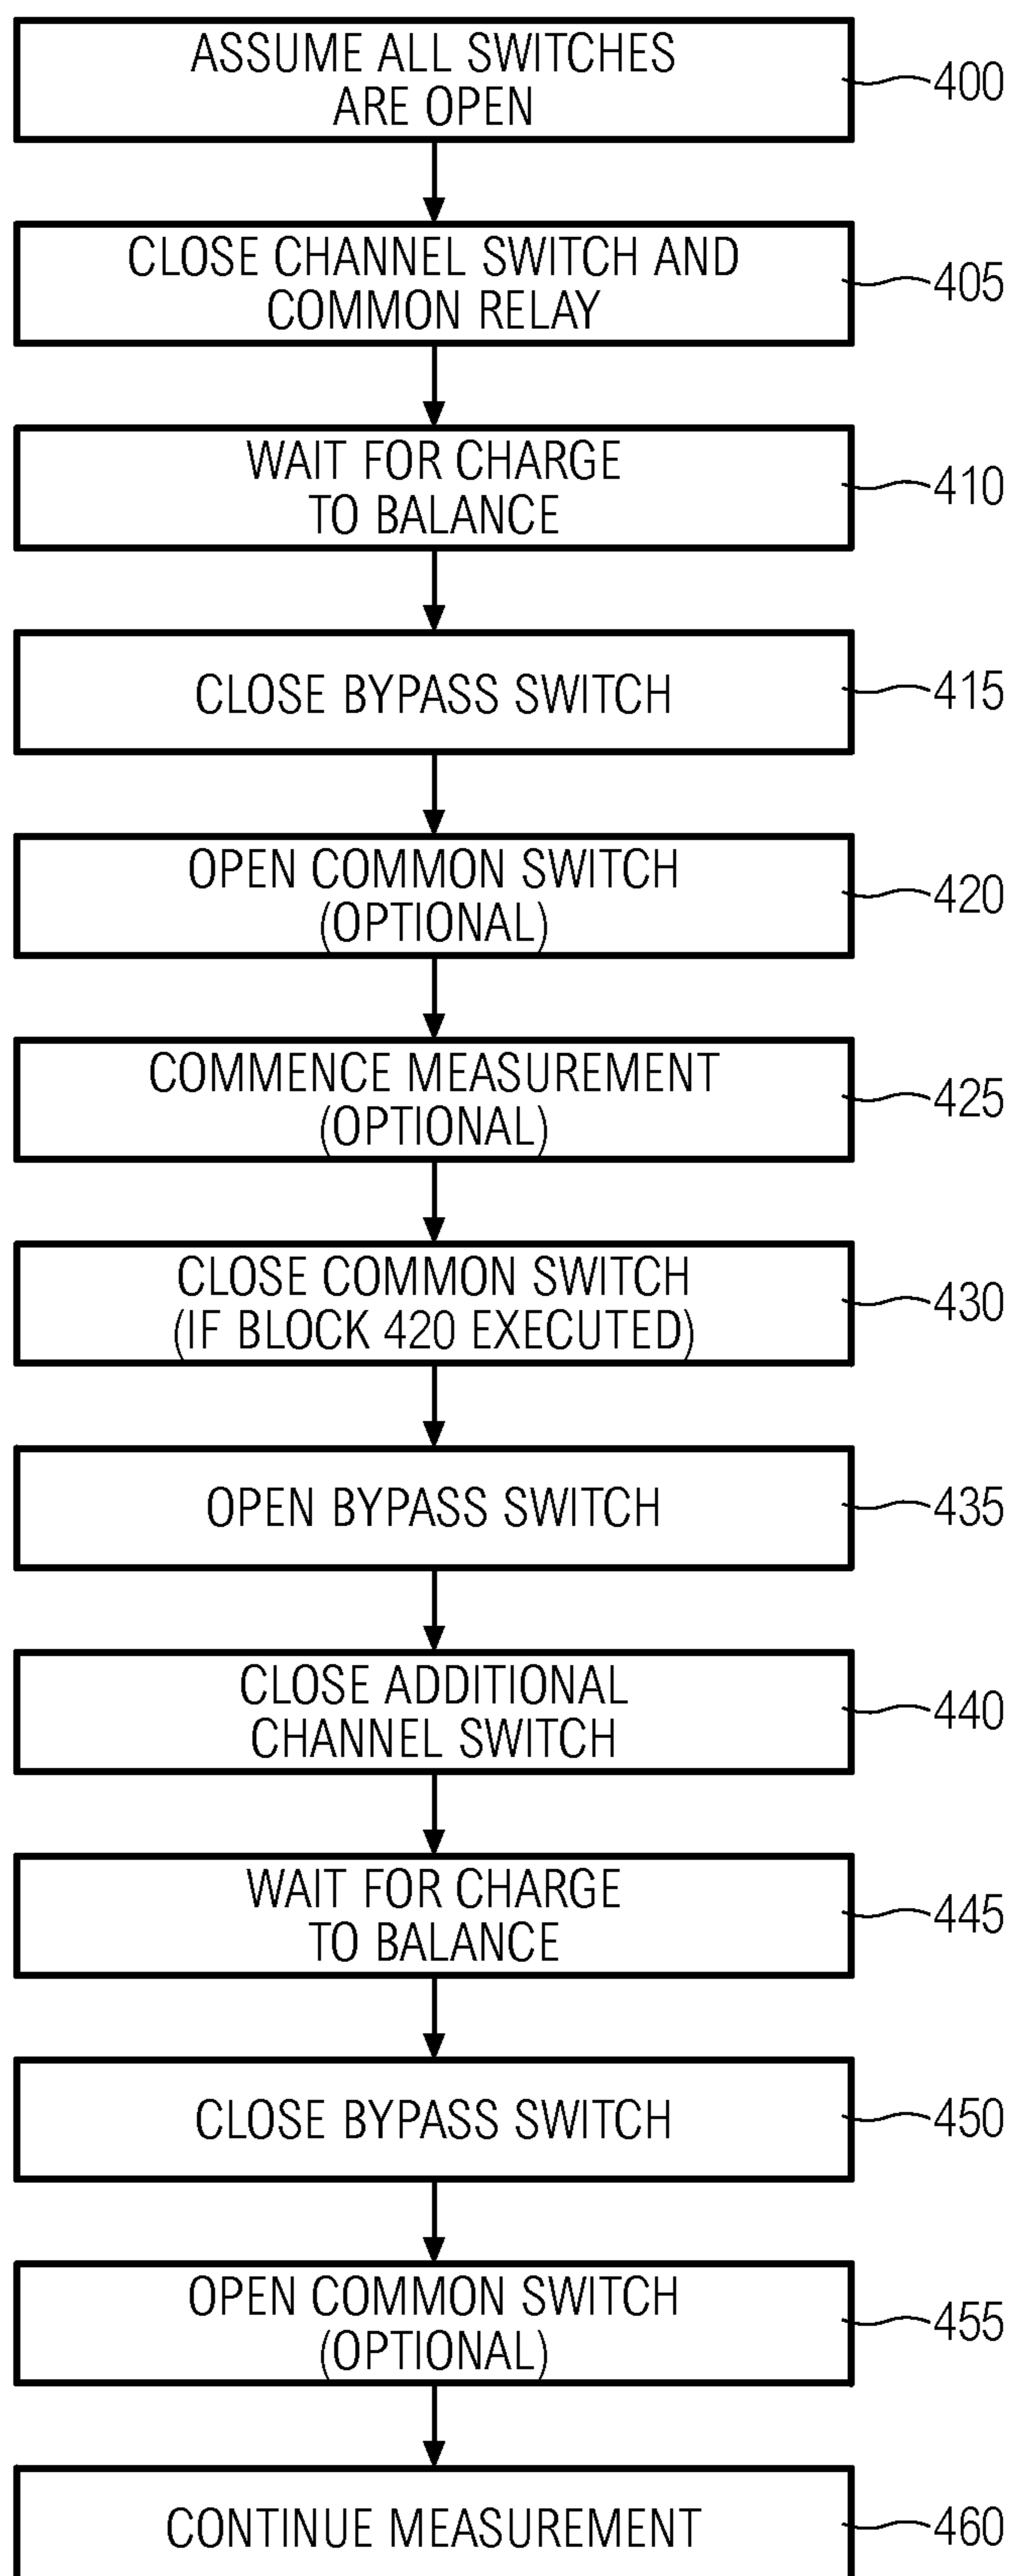 ASSUME ALL SWITCHES
ARE OPEN
400
CLOSE CHANNEL SWITCH AND
COMMON RELAY
405
WAIT FOR CHARGE
TO BALANCE
410
CLOSE BYPASS SWITCH
415
OPEN COMMON SWITCH
(OPTIONAL)
420
COMMENCE MEASUREMENT
(OPTIONAL)
425
CLOSE COMMON SWITCH
(IF BLOCK 420 EXECUTED)
430
OPEN BYPASS SWITCH
435
CLOSE ADDITIONAL
CHANNEL SWITCH
440
WAIT FOR CHARGE
TO BALANCE
445
CLOSE BYPASS SWITCH
450
OPEN COMMON SWITCH
(OPTIONAL)
455
CONTINUE MEASUREMENT
460